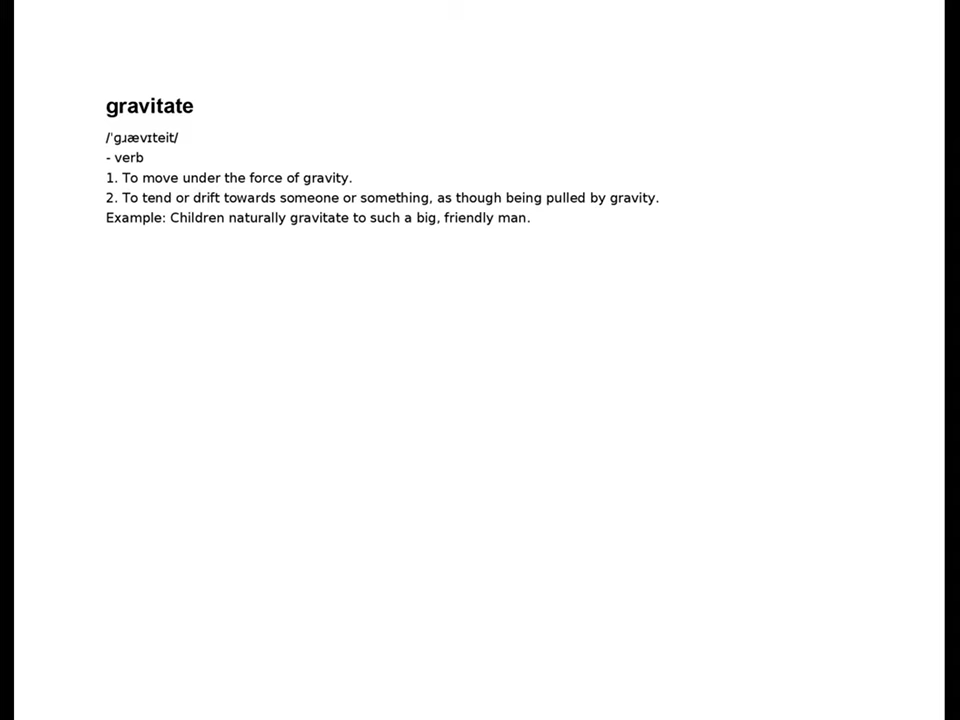 gravitate
/ˈɡɹævɪteit/
- verb
1. To move under the force of gravity.
2. To tend or drift towards someone or something, as though being pulled by gravity.
Example: Children naturally gravitate to such a big, friendly man.